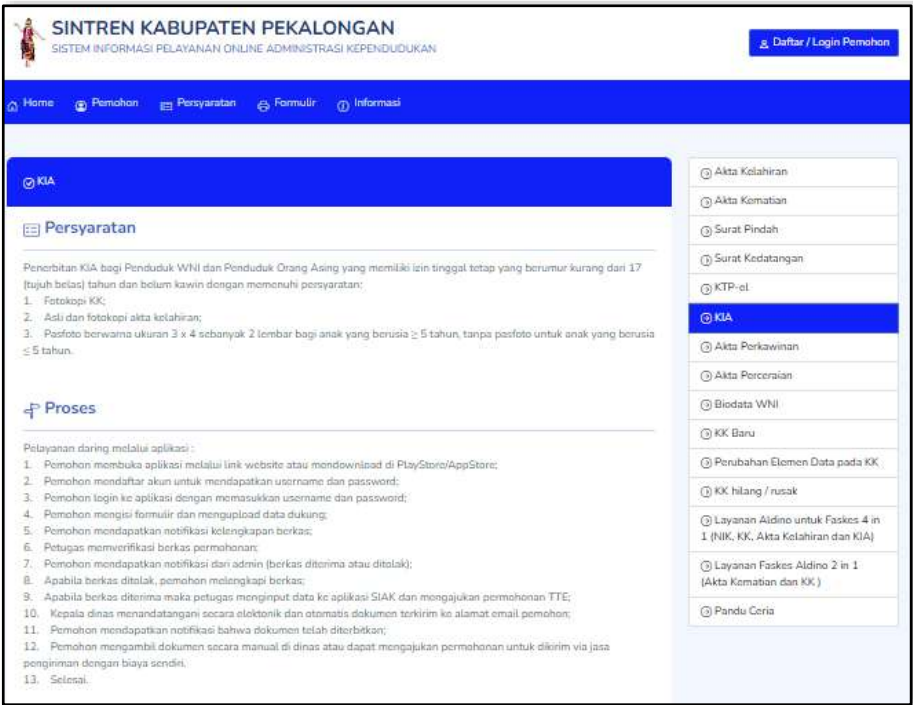 SINTREN KABUPATEN PEKALONGAN
SISTEM INFORMASI PELAYANAN ONLINE ADMINISTRASI KEPENDUDUKAN
Daftar / Login Pemohon
Home Pemohon Persyaratan Formulir Informasi
KIA
Persyaratan
Penerbitan KIA bagi Penduduk WNI dan Penduduk Orang Asing yang memiliki izin tinggal tetap yang berumur kurang dari 17
(tujuh belas) tahun dan belum kawin dengan memenuhi persyaratan:
1. Fotokopi KK;
2. Asli dan fotokopi akta kelahiran;
3. Pasfoto berwarna ukuran 3 x 4 sebanyak 2 lembar bagi anak yang berusia ≥ 5 tahun, tanpa pasfoto untuk anak yang berusia
≤ 5 tahun.
Proses
Pelayanan daring melalui aplikasi :
1. Pemohon membuka aplikasi melalui link website atau mendownload di PlayStore/AppStore;
2. Pemohon mendaftar akun untuk mendapatkan username dan password;
3. Pemohon login ke aplikasi dengan memasukkan username dan password;
4. Pemohon mengisi formulir dan mengupload data dukung;
5. Pemohon mendapatkan notifikasi kelengkapan berkas;
6. Petugas memverifikasi berkas permohonan;
7. Pemohon mendapatkan notifikasi dari admin (berkas diterima atau ditolak);
8. Apabila berkas ditolak, pemohon melengkapi berkas;
9. Apabila berkas diterima maka petugas menginput data ke aplikasi SIAK dan mengajukan permohonan TTE;
10. Kepala dinas menandatangani secara elektonik dan otomatis dokumen terkirim ke alamat email pemohon;
11. Pemohon mendapatkan notifikasi bahwa dokumen telah diterbitkan;
12. Pemohon mengambil dokumen secara manual di dinas atau dapat mengajukan permohonan untuk dikirim via jasa
pengiriman dengan biaya sendiri.
13. Selesai.
Akta Kelahiran
Akta Kematian
Surat Pindah
Surat Kedatangan
KTP-el
KIA
Akta Perkawinan
Akta Perceraian
Biodata WNI
KK Baru
Perubahan Elemen Data pada KK
KK hilang / rusak
Layanan Aldino untuk Faskes 4 in
1 (NIK, KK, Akta Kelahiran dan KIA)
Layanan Faskes Aldino 2 in 1
(Akta Kematian dan KK )
Pandu Ceria